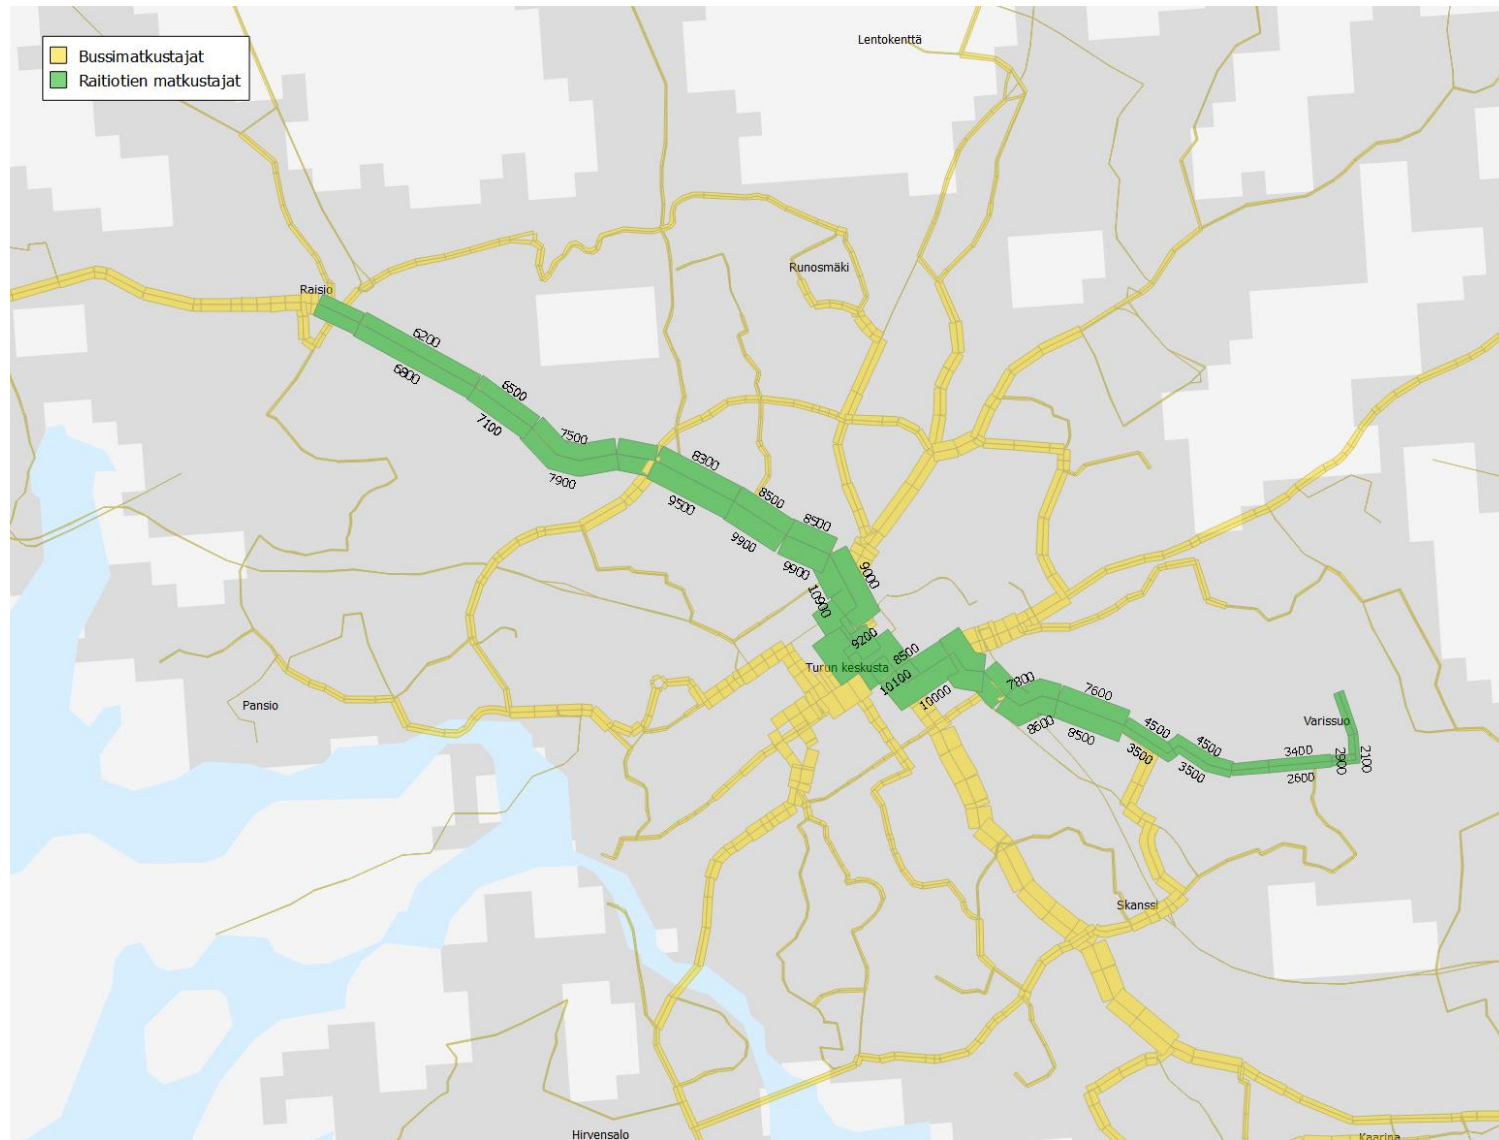 Lentokenttä
Bussimatkustajat
Raitiotien matkustajat
Runosmäki
Raisio
6200
6800
6500
7100
7500
7900
8300
9500
8500
9900
8500
9900
9000
10900
9200
8500
Turun keskusta
10100
10000
7800
7600
8600
8500
4500
3500
4500
3500
3400
2600
2900
2100
Varissuo
Pansio
Skanssi
Hirvensalo
Kaarina